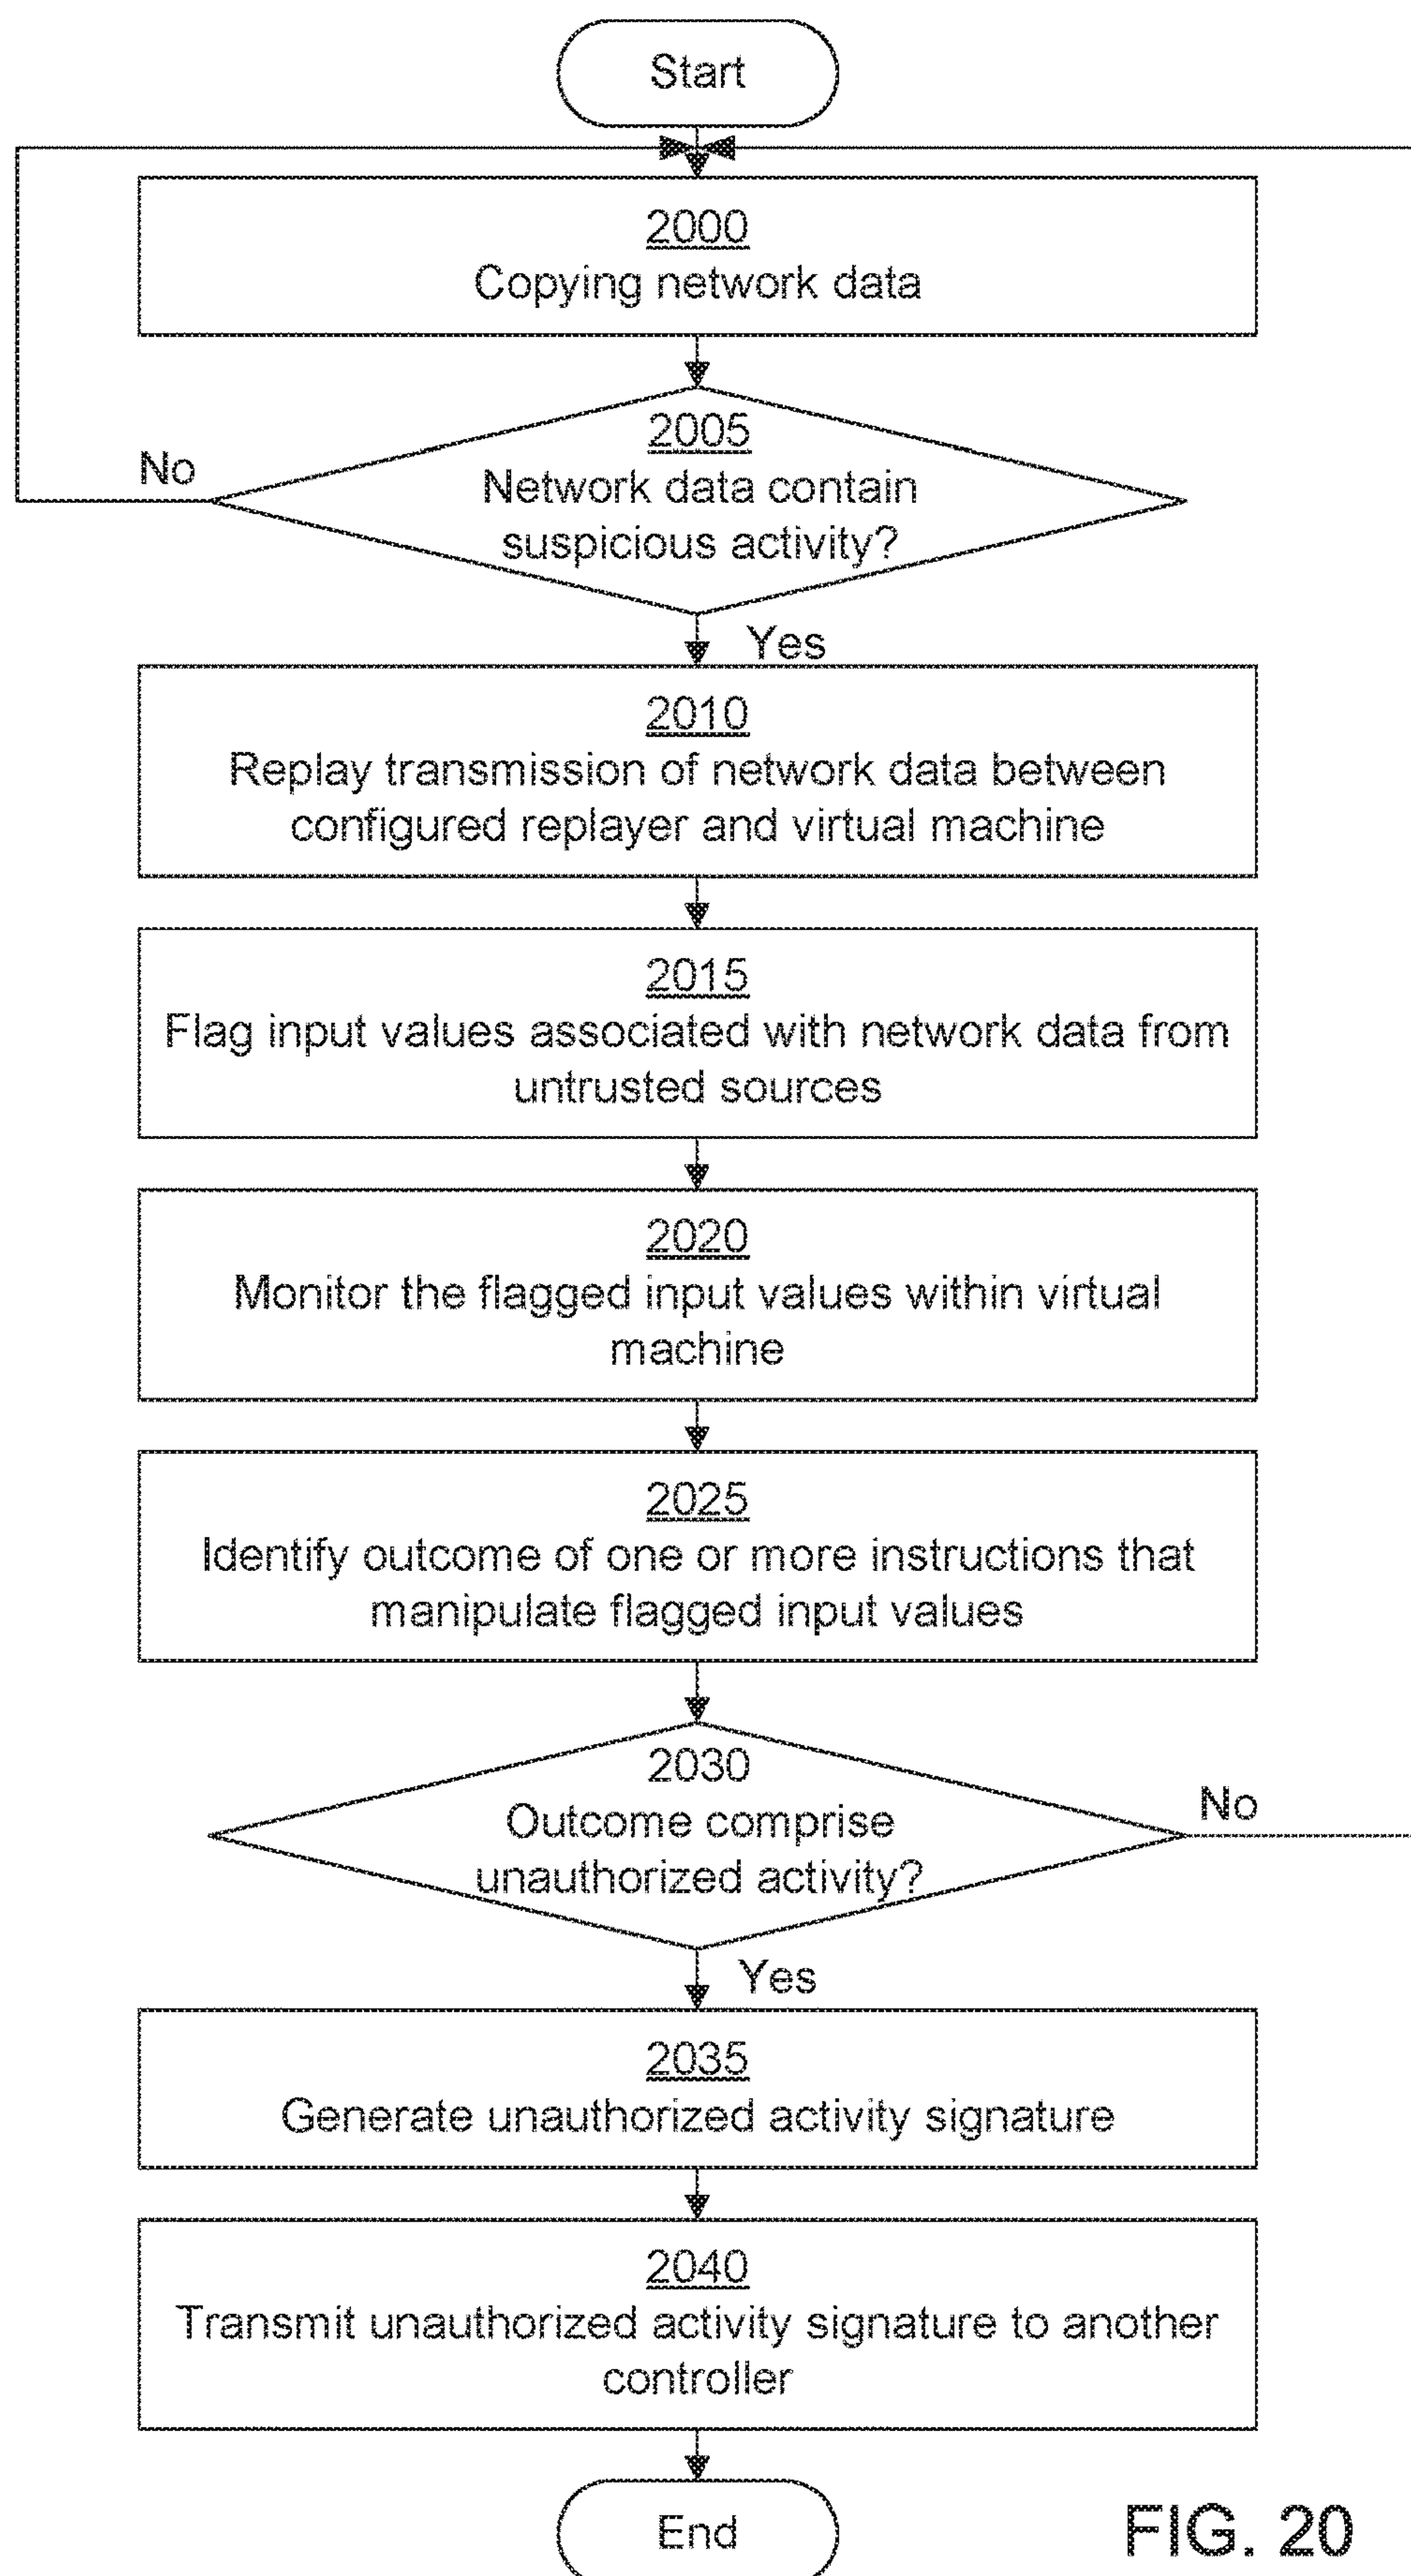 Start
2000
Copying network data
2005
Network data contain
suspicious activity?
No
Yes
2010
Replay transmission of network data between
configured replayer and virtual machine
2015
Flag input values associated with network data from
untrusted sources
2020
Monitor the flagged input values within virtual
machine
2025
Identify outcome of one or more instructions that
manipulate flagged input values
2030
Outcome comprise
unauthorized activity?
No
Yes
2035
Generate unauthorized activity signature
2040
Transmit unauthorized activity signature to another
controller
End
FIG. 20